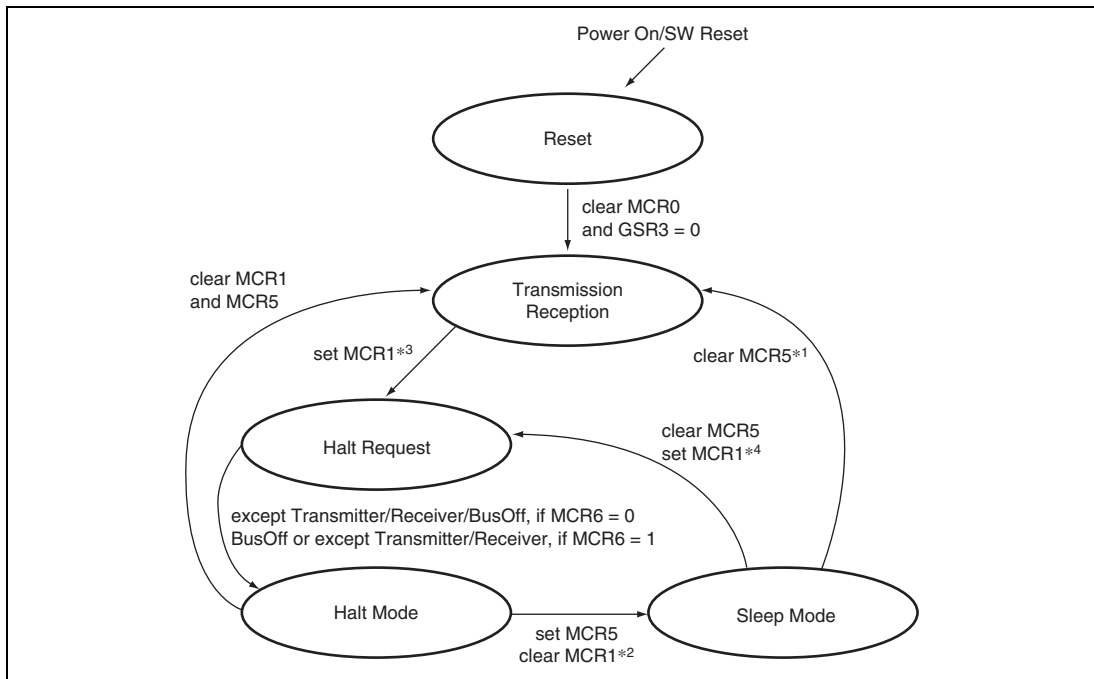 Power On/SW Reset
Reset
clear MCR0
and GSR3 = 0
clear MCR1
and MCR5
Transmission
Reception
set MCR1*3
clear MCR5*1
Halt Request
clear MCR5
set MCR1*4
except Transmitter/Receiver/BusOff, if MCR6 = 0
BusOff or except Transmitter/Receiver, if MCR6 = 1
Halt Mode
Sleep Mode
set MCR5
clear MCR1*2